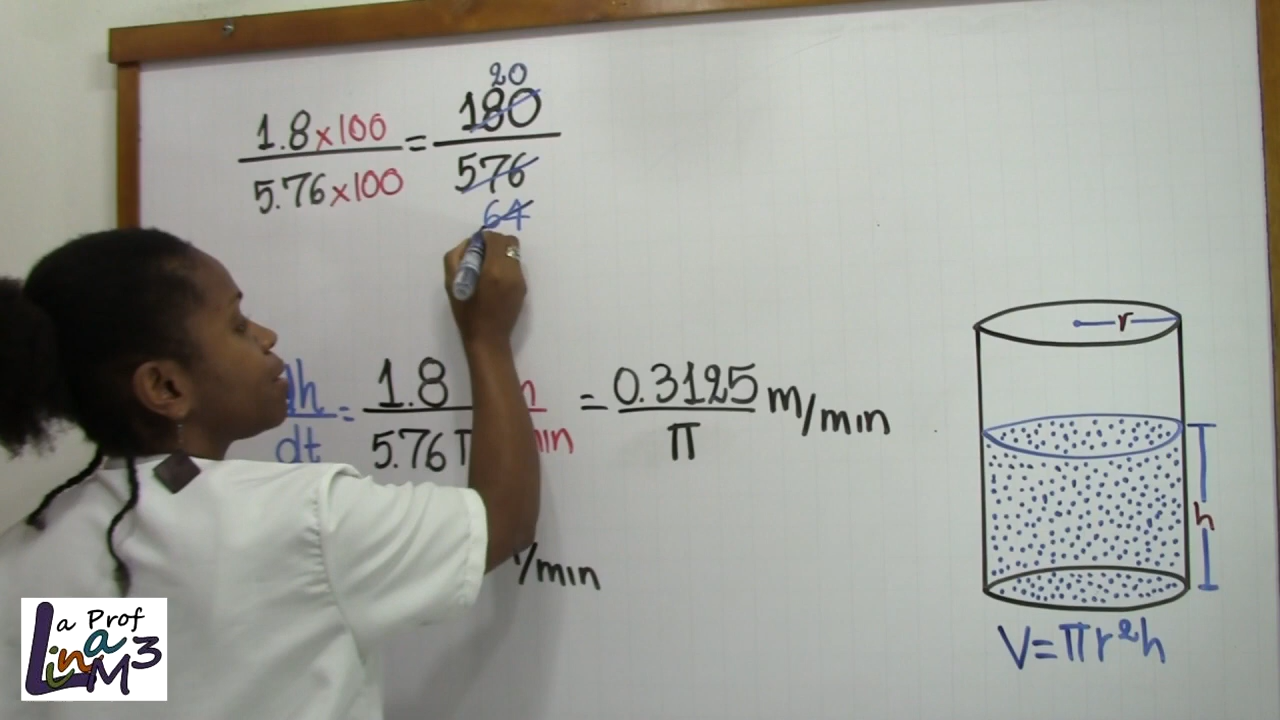 20
1.8x100 = 180
5.76x100 576
64
dh = 1.8 = 0.3125 m/min
dt 5.76 π min π
/min
r
h
V=πr²h
La Prof
Lina M3